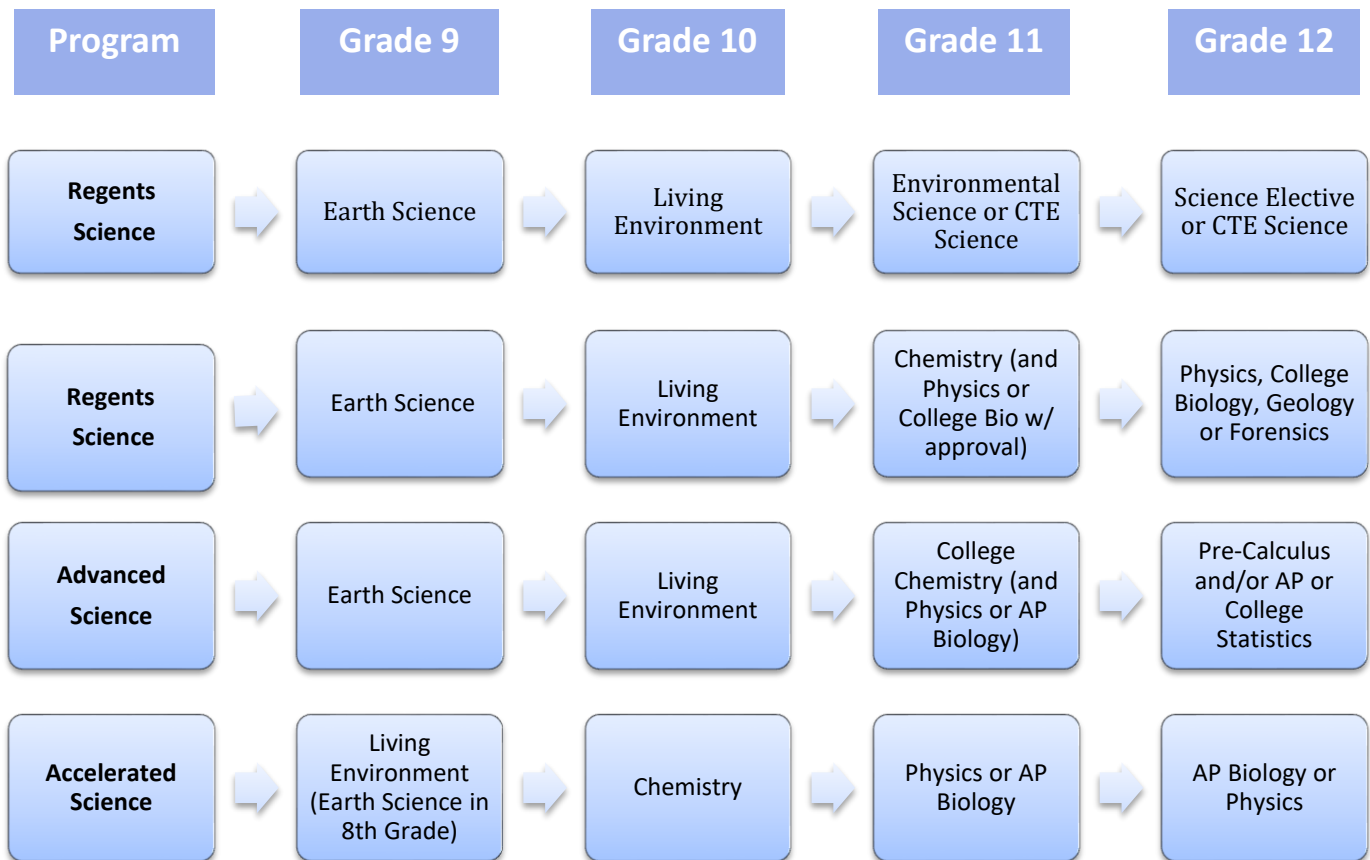 Program
Grade 9
Grade 10
Grade 11
Grade 12
Regents
Science
Earth Science
Living
Environment
Environmental
Science or CTE
Science
Science Elective
or CTE Science
Regents
Science
Earth Science
Living
Environment
Chemistry (and
Physics or
College Bio w/
approval)
Physics, College
Biology, Geology
or Forensics
Advanced
Science
Earth Science
Living
Environment
College
Chemistry (and
Physics or AP
Biology)
Pre-Calculus
and/or AP or
College
Statistics
Accelerated
Science
Living
Environment
(Earth Science in
8th Grade)
Chemistry
Physics or AP
Biology
AP Biology or
Physics